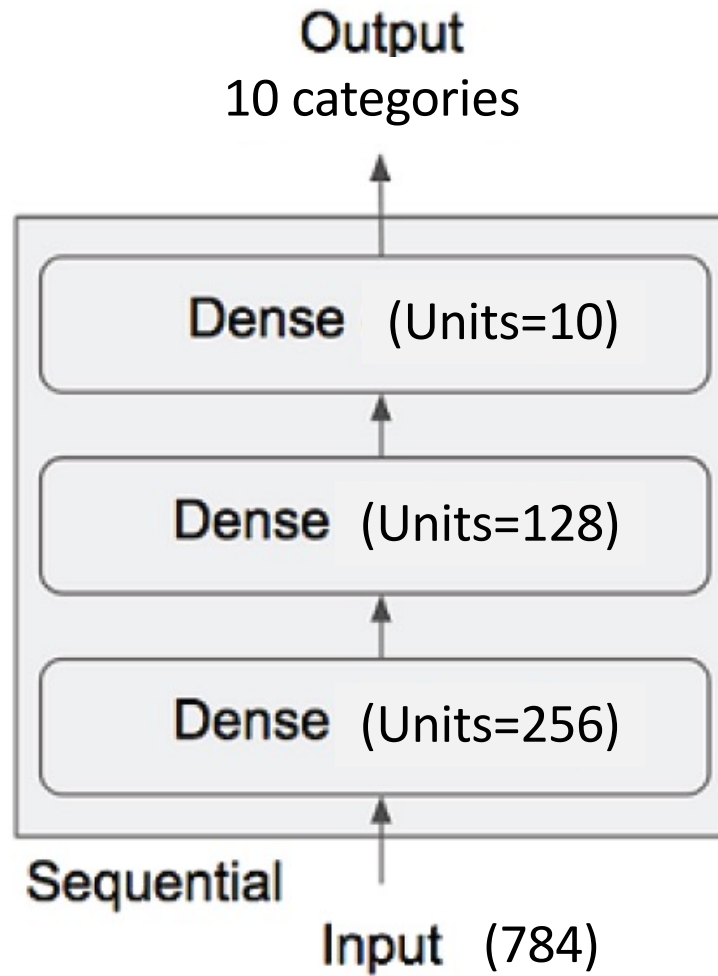 Output
10 categories
Dense (Units=10)
Dense (Units=128)
Dense (Units=256)
Sequential
Input (784)